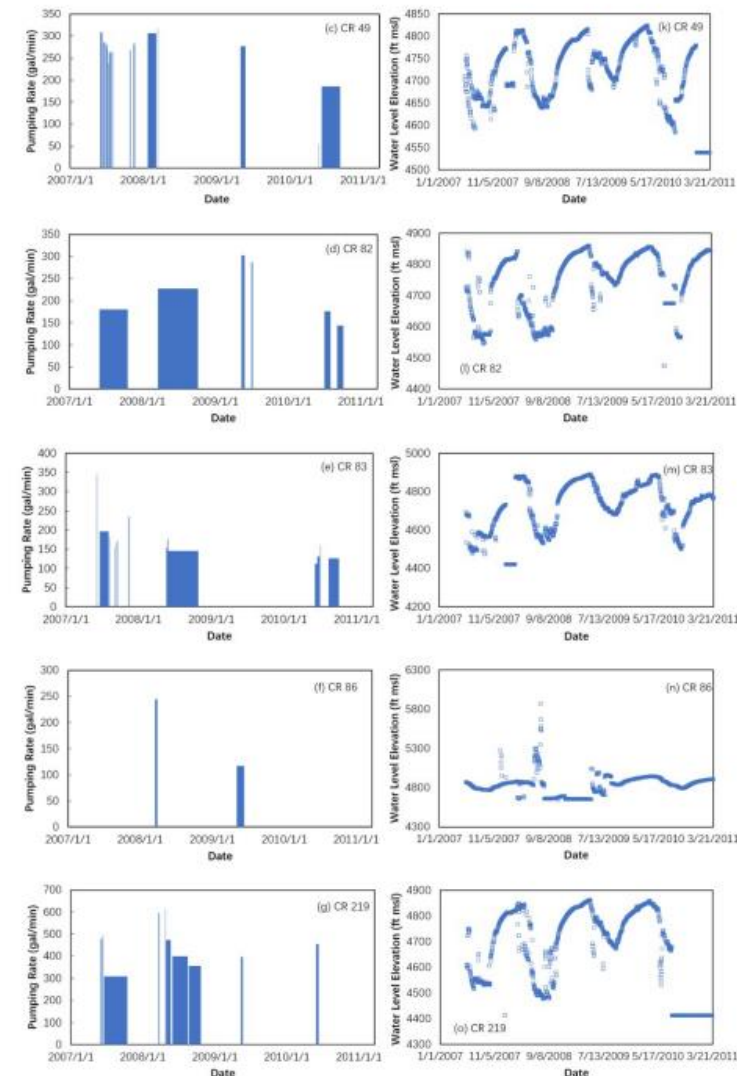 Pumping Rate (gal/min)
350
300
250
200
150
100
50
0
(c) CR 49
2007/1/1 2008/1/1 2009/1/1 2010/1/1 2011/1/1
Date
Water Level Elevation (ft msl)
4850
4800
4750
4700
4650
4600
4550
4500
(k) CR 49
1/1/2007 11/5/2007 9/8/2008 7/13/2009 5/17/2010 3/21/2011
Date
Pumping Rate (gal/min)
350
300
250
200
150
100
50
0
(d) CR 82
2007/1/1 2008/1/1 2009/1/1 2010/1/1 2011/1/1
Date
Water Level Elevation (ft msl)
4900
4800
4700
4600
4500
4400
(l) CR 82
1/1/2007 11/5/2007 9/8/2008 7/13/2009 5/17/2010 3/21/2011
Date
Pumping Rate (gal/min)
400
350
300
250
200
150
100
50
0
(e) CR 83
2007/1/1 2008/1/1 2009/1/1 2010/1/1 2011/1/1
Date
Water Level Elevation (ft msl)
5000
4800
4600
4400
4200
(m) CR 83
1/1/2007 11/5/2007 9/8/2008 7/13/2009 5/17/2010 3/21/2011
Date
Pumping Rate (gal/min)
300
250
200
150
100
50
0
(f) CR 86
2007/1/1 2008/1/1 2009/1/1 2010/1/1 2011/1/1
Date
Water Level Elevation (ft msl)
6300
5800
5300
4800
4300
(n) CR 86
1/1/2007 11/5/2007 9/8/2008 7/13/2009 5/17/2010 3/21/2011
Date
Pumping Rate (gal/min)
700
600
500
400
300
200
100
0
(g) CR 219
2007/1/1 2008/1/1 2009/1/1 2010/1/1 2011/1/1
Date
Water Level Elevation (ft msl)
4900
4800
4700
4600
4500
4400
4300
(o) CR 219
1/1/2007 11/5/2007 9/8/2008 7/13/2009 5/17/2010 3/21/2011
Date